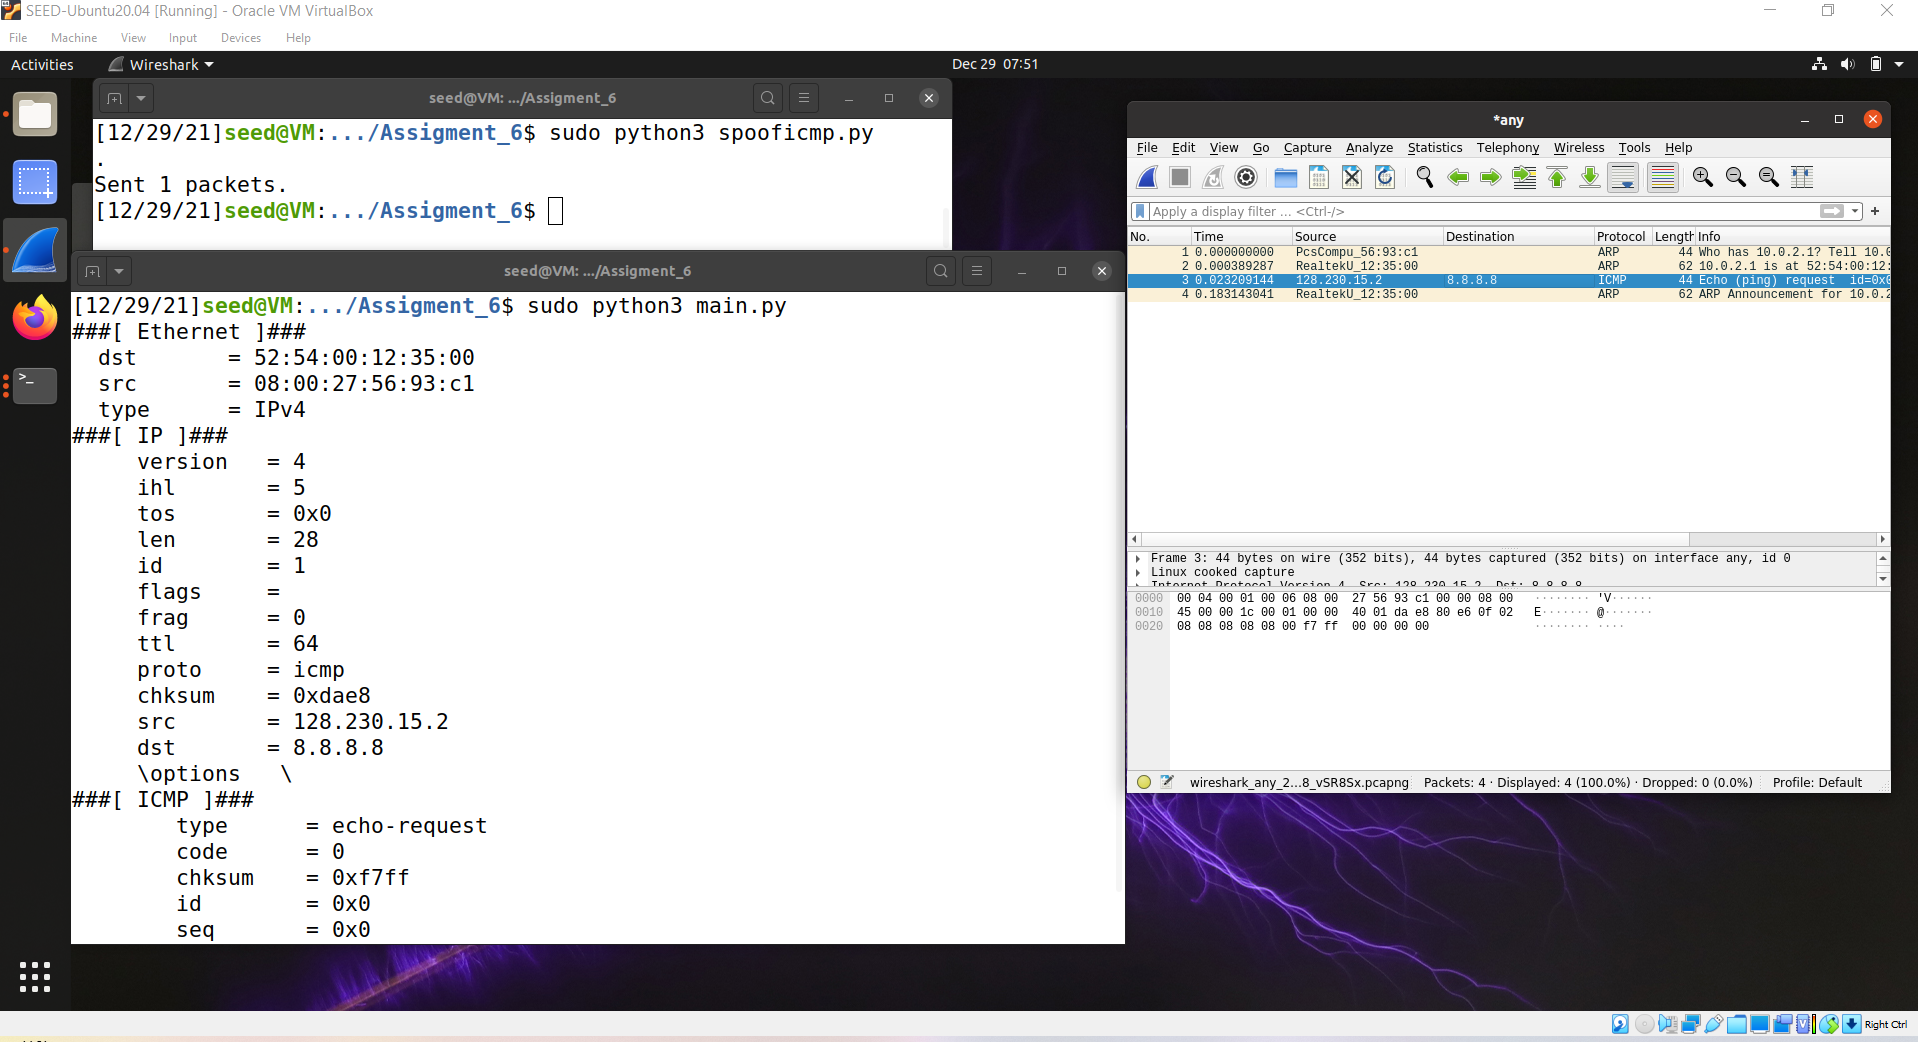 SEED-Ubuntu20.04 [Running] - Oracle VM VirtualBox
File Machine View Input Devices Help
Activities Wireshark Dec 29 07:51
seed@VM: .../Assigment_6
[12/29/21]seed@VM:.../Assigment_6$ sudo python3 spooficmp.py
.
Sent 1 packets.
[12/29/21]seed@VM:.../Assigment_6$
seed@VM: .../Assigment_6
[12/29/21]seed@VM:.../Assigment_6$ sudo python3 main.py
###[ Ethernet ]###
dst = 52:54:00:12:35:00
src = 08:00:27:56:93:c1
type = IPv4
###[ IP ]###
version = 4
ihl = 5
tos = 0x0
len = 28
id = 1
flags =
frag = 0
ttl = 64
proto = icmp
chksum = 0xdae8
src = 128.230.15.2
dst = 8.8.8.8
\options \
###[ ICMP ]###
type = echo-request
code = 0
chksum = 0xf7ff
id = 0x0
seq = 0x0
*any
File Edit View Go Capture Analyze Statistics Telephony Wireless Tools Help
Apply a display filter ... <Ctrl-/>
No. Time Source Destination Protocol Length Info
1 0.000000000 PcsCompu_56:93:c1 ARP 44 Who has 10.0.2.1? Tell 10.0
2 0.000389287 RealtekU_12:35:00 ARP 62 10.0.2.1 is at 52:54:00:12:
3 0.023209144 128.230.15.2 8.8.8.8 ICMP 44 Echo (ping) request id=0x0
4 0.183143041 RealtekU_12:35:00 ARP 62 ARP Announcement for 10.0.2
Frame 3: 44 bytes on wire (352 bits), 44 bytes captured (352 bits) on interface any, id 0
Linux cooked capture
Internet Protocol Version 4, Src: 128.230.15.2, Dst: 8.8.8.8
0000 00 04 00 01 00 06 08 00 27 56 93 c1 00 00 08 00 ········ 'V······
0010 45 00 00 1c 00 01 00 00 40 01 da e8 80 e6 0f 02 E······· @·······
0020 08 08 08 08 08 00 f7 ff 00 00 00 00 ········ ····
wireshark_any_2...8_vSR8Sx.pcapng Packets: 4 · Displayed: 4 (100.0%) · Dropped: 0 (0.0%) Profile: Default
Right Ctrl